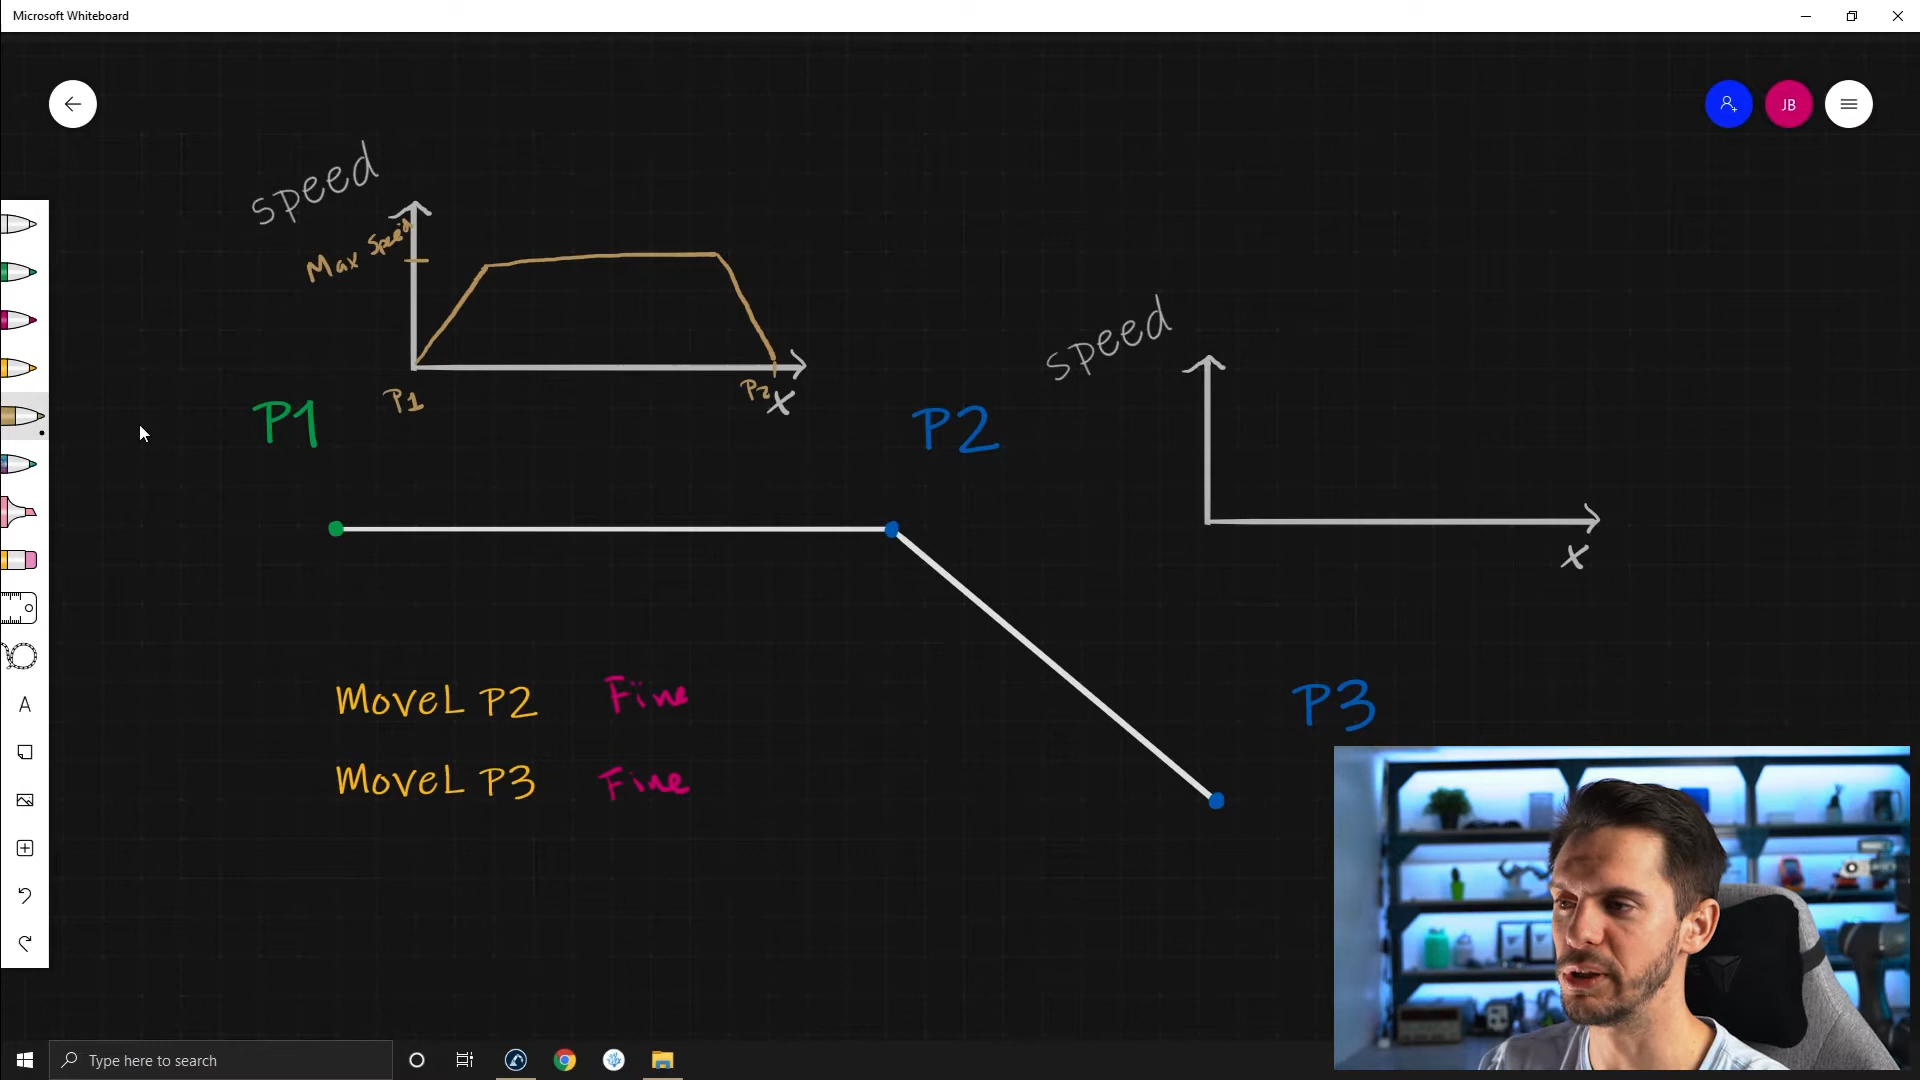 Microsoft Whiteboard
JB
speed
Max Speed
P1
P2
X
P1
P2
speed
X
MoveL P2 Fine
MoveL P3 Fine
P3
A
Type here to search